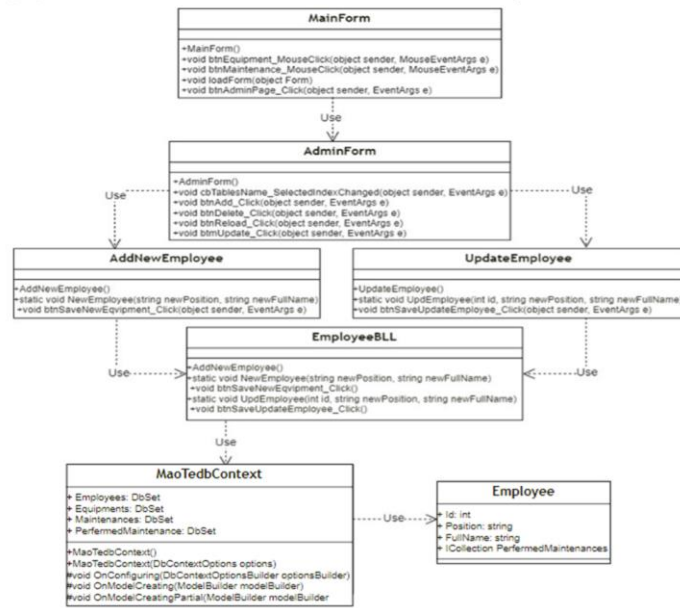 MainForm
+MainForm()
+void btnEquipment_MouseClick(object sender, MouseEventArgs e)
+void btnMaintenance_MouseClick(object sender, MouseEventArgs e)
+void loadForm(object Form)
+void btnAdminPage_Click(object sender, EventArgs e)
Use
AdminForm
+AdminForm()
+void cbTablesName_SelectedIndexChanged(object sender, EventArgs e)
+void btnAdd_Click(object sender, EventArgs e)
+void btnDelete_Click(object sender, EventArgs e)
+void btnReload_Click(object sender, EventArgs e)
+void btmUpdate_Click(object sender, EventArgs e)
Use
Use
AddNewEmployee
+AddNewEmployee()
+static void NewEmployee(string newPosition, string newFullName)
+void btnSaveNewEqvipment_Click(object sender, EventArgs e)
UpdateEmployee
+UpdateEmployee()
+static void UpdEmployee(int id, string newPosition, string newFullName)
+void btnSaveUpdateEmployee_Click(object sender, EventArgs e)
Use
Use
EmployeeBLL
+AddNewEmployee()
+static void NewEmployee(string newPosition, string newFullName)
+void btnSaveNewEqvipment_Click()
+static void UpdEmployee(int id, string newPosition, string newFullName)
+void btnSaveUpdateEmployee_Click()
Use
MaoTedbContext
+ Employees: DbSet
+ Equipments: DbSet
+ Maintenances: DbSet
+ PerfermedMaintenance: DbSet
+MaoTedbContext()
+MaoTedbContext(DbContextOptions options)
#void OnConfiguring(DbContextOptionsBuilder optionsBuilder)
#void OnModelCreating(ModelBuilder modelBuilder)
#void OnModelCreatingPartial(ModelBuilder modelBuilder
Use
Employee
+ Id: int
+ Position: string
+ FullName: string
+ ICollection PerfermedMaintenances